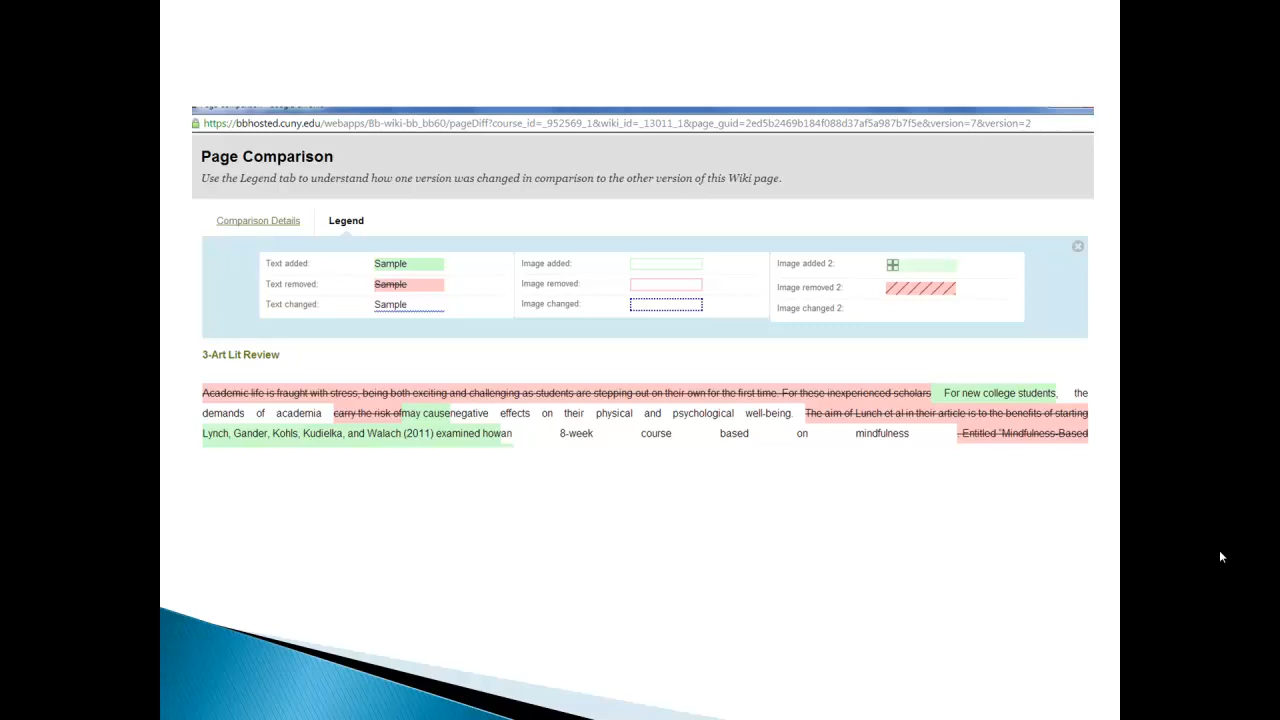 https://bbhosted.cuny.edu/webapps/Bb-wiki-bb_bb60/pageDiff?course_id=_952569_1&wiki_id=_13011_1&page_guid=2ed5b2469b184f088d37af5a987b7f5e&version=7&version=2
Page Comparison
Use the Legend tab to understand how one version was changed in comparison to the other version of this Wiki page.
Comparison Details Legend
Text added: Sample Image added: Image added 2:
Text removed: Sample Image removed: Image removed 2:
Text changed: Sample Image changed: Image changed 2:
3-Art Lit Review
Academic life is fraught with stress, being both exciting and challenging as students are stepping out on their own for the first time. For these inexperienced scholars For new college students, the
demands of academia carry the risk ofmay causenegative effects on their physical and psychological well-being. The aim of Lunch et al in their article is to the benefits of starting
Lynch, Gander, Kohls, Kudielka, and Walach (2011) examined howan 8-week course based on mindfulness . Entitled "Mindfulness-Based